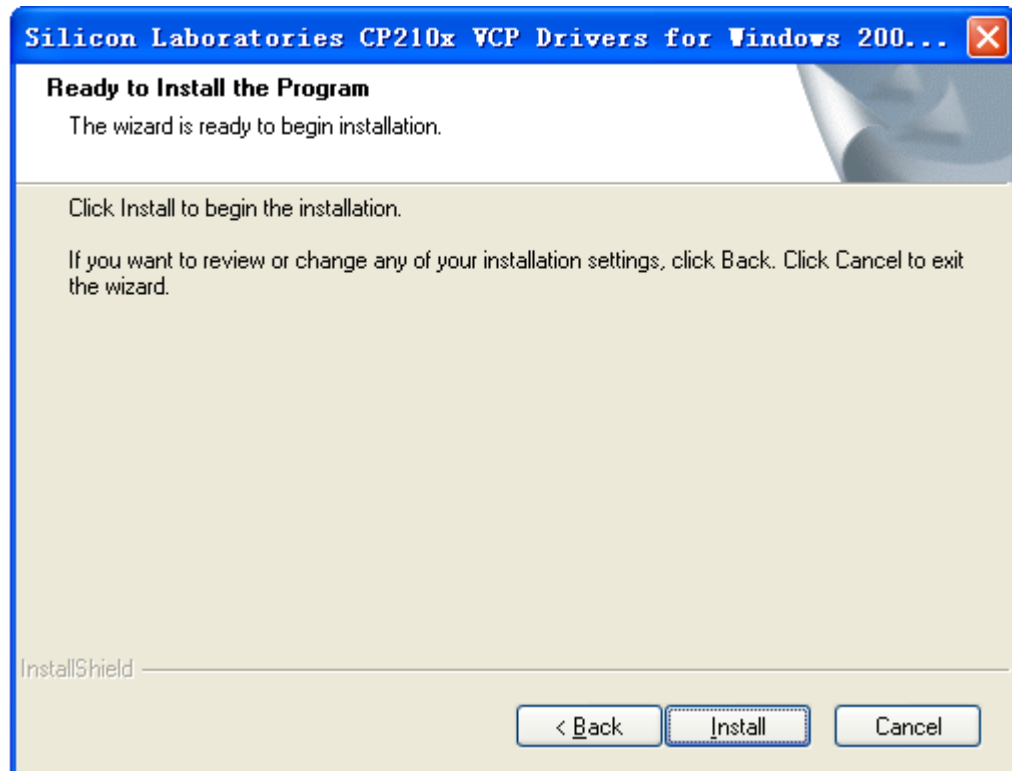 Silicon Laboratories CP210x VCP Drivers for Windows 200...
Ready to Install the Program
The wizard is ready to begin installation.
Click Install to begin the installation.
If you want to review or change any of your installation settings, click Back. Click Cancel to exit
the wizard.
InstallShield
< Back Install Cancel